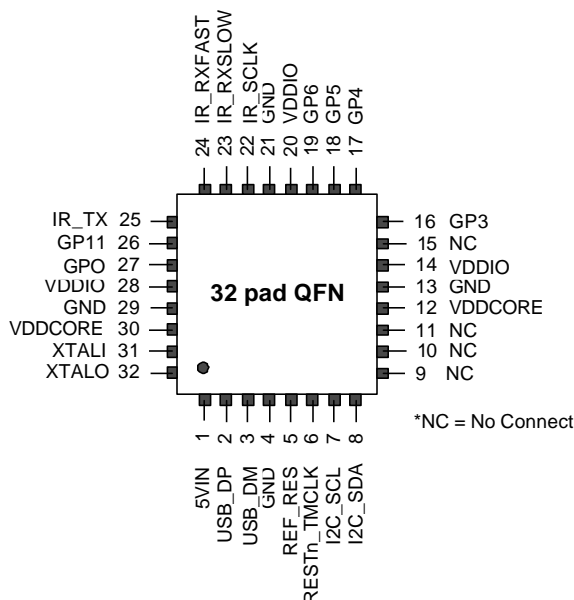 24 IR_RXFAST
23 IR_RXSLOW
22 IR_SCLK
21 GND
20 VDDIO
19 GP6
18 GP5
17 GP4
IR_TX 25
GP11 26
GPO 27
VDDIO 28
GND 29
VDDCORE 30
XTALI 31
XTALO 32
32 pad QFN
16 GP3
15 NC
14 VDDIO
13 GND
12 VDDCORE
11 NC
10 NC
9 NC
*NC = No Connect
5VIN 1
USB_DP 2
USB_DM 3
GND 4
REF_RES 5
RESTn_TMCLK 6
I2C_SCL 7
I2C_SDA 8